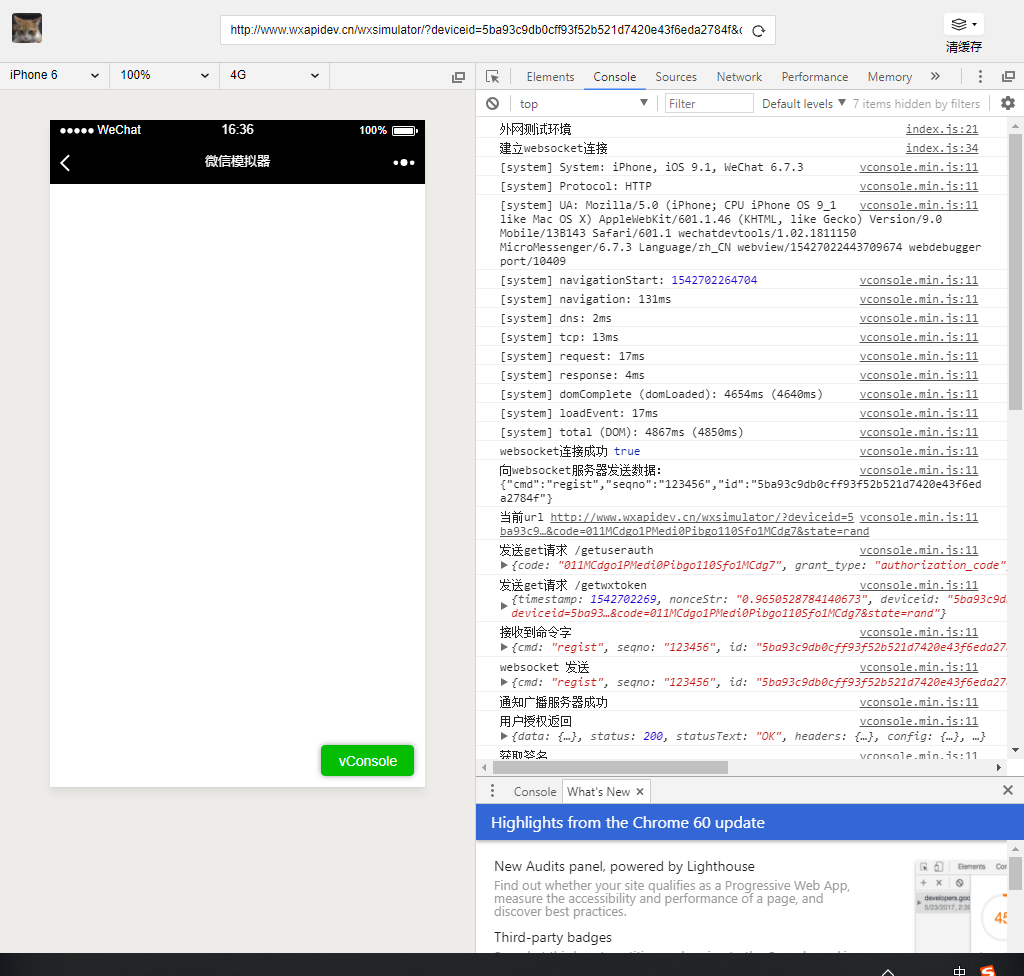 http://www.wxapidev.cn/wxsimulator/?deviceid=5ba93c9db0cff93f52b521d7420e43f6eda2784f&c
清缓存
iPhone 6
100%
4G
Elements Console Sources Network Performance Memory »
top
Filter
Default levels
7 items hidden by filters
WeChat 16:36 100%
微信模拟器
vConsole
外网测试环境 index.js:21
建立websocket连接 index.js:34
[system] System: iPhone, iOS 9.1, WeChat 6.7.3 vconsole.min.js:11
[system] Protocol: HTTP vconsole.min.js:11
[system] UA: Mozilla/5.0 (iPhone; CPU iPhone OS 9_1 vconsole.min.js:11
like Mac OS X) AppleWebKit/601.1.46 (KHTML, like Gecko) Version/9.0
Mobile/13B143 Safari/601.1 wechatdevtools/1.02.1811150
MicroMessenger/6.7.3 Language/zh_CN webview/15427022443709674 webdebugger
port/10409
[system] navigationStart: 1542702264704 vconsole.min.js:11
[system] navigation: 131ms vconsole.min.js:11
[system] dns: 2ms vconsole.min.js:11
[system] tcp: 13ms vconsole.min.js:11
[system] request: 17ms vconsole.min.js:11
[system] response: 4ms vconsole.min.js:11
[system] domComplete (domLoaded): 4654ms (4640ms) vconsole.min.js:11
[system] loadEvent: 17ms vconsole.min.js:11
[system] total (DOM): 4867ms (4850ms) vconsole.min.js:11
websocket连接成功 true vconsole.min.js:11
向websocket服务器发送数据: vconsole.min.js:11
{"cmd":"regist","seqno":"123456","id":"5ba93c9db0cff93f52b521d7420e43f6ed
a2784f"}
当前url http://www.wxapidev.cn/wxsimulator/?deviceid=5 vconsole.min.js:11
ba93c9…&code=011MCdgo1PMedi0Pibgo110Sfo1MCdg7&state=rand
发送get请求 /getuserauth vconsole.min.js:11
{code: "011MCdgo1PMedi0Pibgo110Sfo1MCdg7", grant_type: "authorization_code"
发送get请求 /getwxtoken vconsole.min.js:11
{timestamp: 1542702269, nonceStr: "0.9650528784140673", deviceid: "5ba93c9d
deviceid=5ba93…&code=011MCdgo1PMedi0Pibgo110Sfo1MCdg7&state=rand"}
接收到命令字 vconsole.min.js:11
{cmd: "regist", seqno: "123456", id: "5ba93c9db0cff93f52b521d7420e43f6eda27
websocket 发送 vconsole.min.js:11
{cmd: "regist", seqno: "123456", id: "5ba93c9db0cff93f52b521d7420e43f6eda27
通知广播服务器成功 vconsole.min.js:11
用户授权返回 vconsole.min.js:11
{data: {…}, status: 200, statusText: "OK", headers: {…}, config: {…}, …}
获取签名 vconsole.min.js:11
Console What's New ×
Highlights from the Chrome 60 update
New Audits panel, powered by Lighthouse
Find out whether your site qualifies as a Progressive Web App,
measure the accessibility and performance of a page, and
discover best practices.
Third-party badges
Elements Cor
developers.goo
45
中